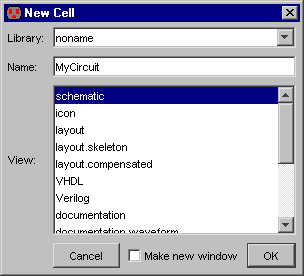 New Cell
Library: noname
Name: MyCircuit
View:
schematic
icon
layout
layout.skeleton
layout.compensated
VHDL
Verilog
documentation
documentation.waveform
Cancel Make new window OK